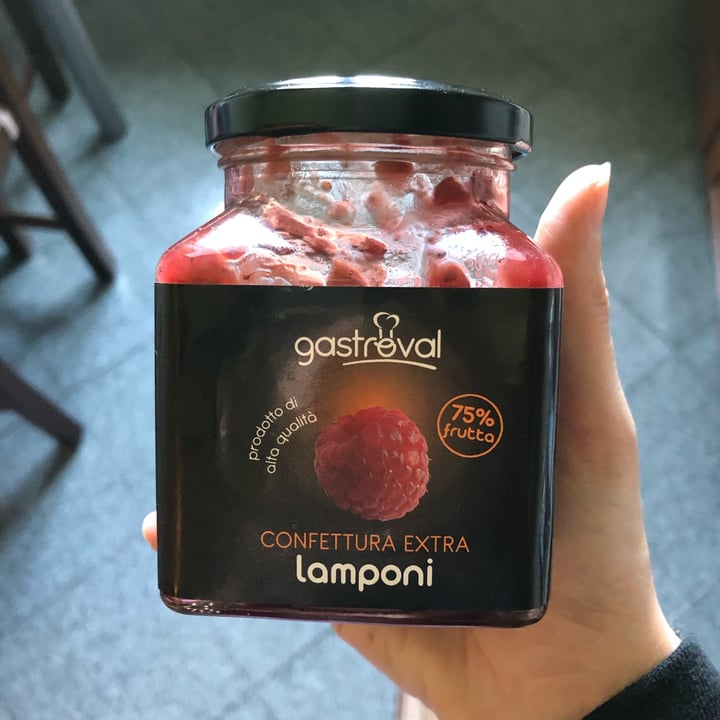 gastroval
prodotto di
alta qualità
75%
frutta
CONFETTURA EXTRA
lamponi